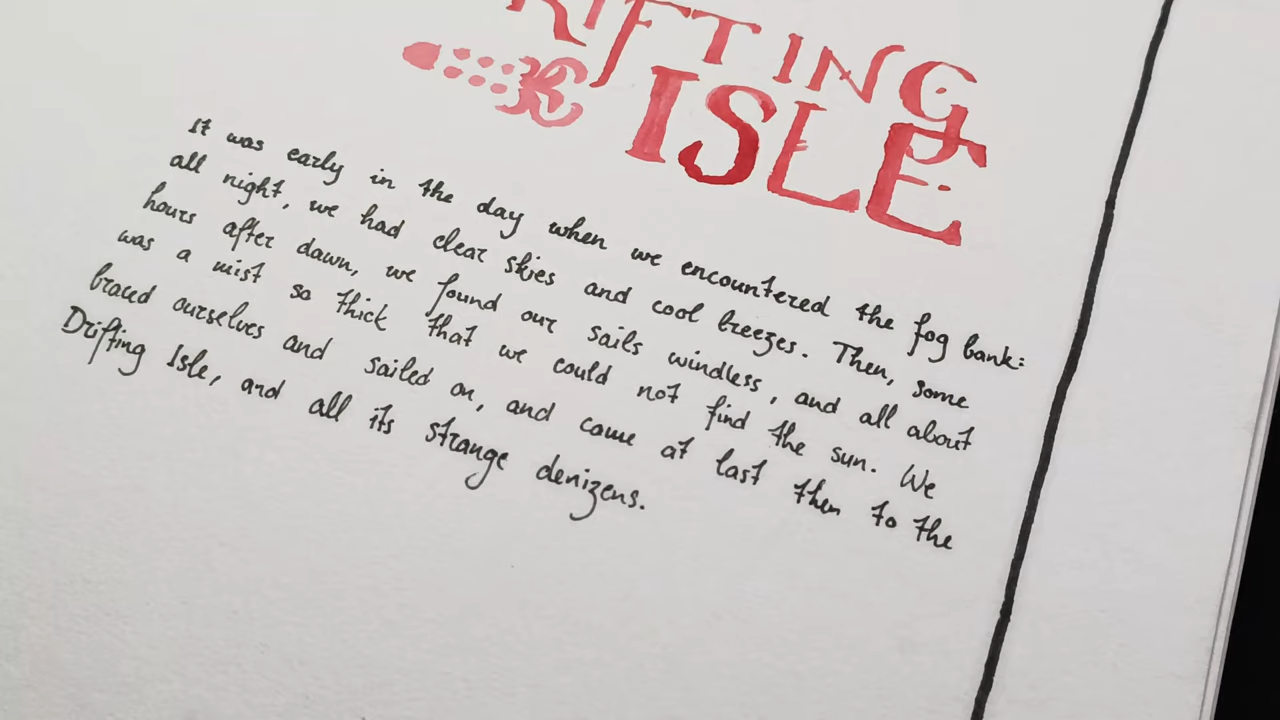 RIFTING
ISLE
It was early in the day when we encountered the fog bank:
all night, we had clear skies and cool breezes. Then, some
hours after dawn, we found our sails windless, and all about
was a mist so thick that we could not find the sun. We
braced ourselves and sailed on, and came at last then to the
Drifting Isle, and all its strange denizens.